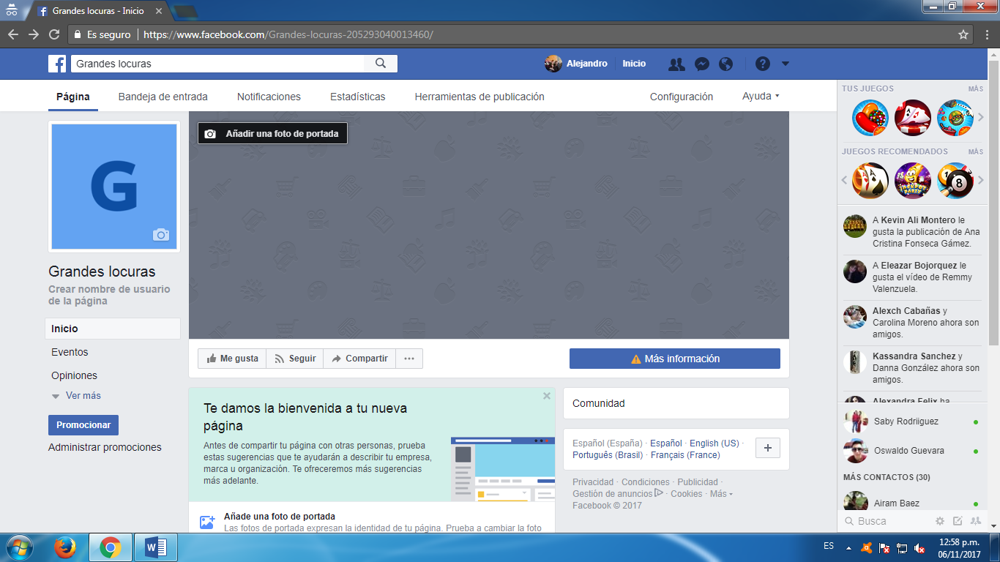 Grandes locuras - Inicio
Es seguro https://www.facebook.com/Grandes-locuras-205293040013460/
Grandes locuras
Alejandro Inicio
Página Bandeja de entrada Notificaciones Estadísticas Herramientas de publicación Configuración Ayuda
G
Añadir una foto de portada
Grandes locuras
Crear nombre de usuario
de la página
Inicio
Eventos
Opiniones
Ver más
Promocionar
Administrar promociones
Me gusta Seguir Compartir ··· Más información
Te damos la bienvenida a tu nueva
página
Antes de compartir tu página con otras personas, prueba
estas sugerencias que te ayudarán a describir tu empresa,
marca u organización. Te ofreceremos más sugerencias
más adelante.
Añade una foto de portada
Las fotos de portada expresan la identidad de tu página. Prueba a cambiar la foto
Comunidad
Español (España) · Español · English (US) ·
Português (Brasil) · Français (France)
+
Privacidad · Condiciones · Publicidad ·
Gestión de anuncios · Cookies · Más
Facebook © 2017
TUS JUEGOS MÁS
JUEGOS RECOMENDADOS MÁS
A Kevin Ali Montero le
gusta la publicación de Ana
Cristina Fonseca Gámez.
A Eleazar Bojorquez le
gusta el vídeo de Remmy
Valenzuela.
Alexch Cabañas y
Carolina Moreno ahora son
amigos.
Kassandra Sanchez y
Danna González ahora son
amigos.
Alexandra Felix ha
Saby Rodriiguez
Oswaldo Guevara
MÁS CONTACTOS (30)
Airam Baez
Busca
ES
12:58 p.m.
06/11/2017